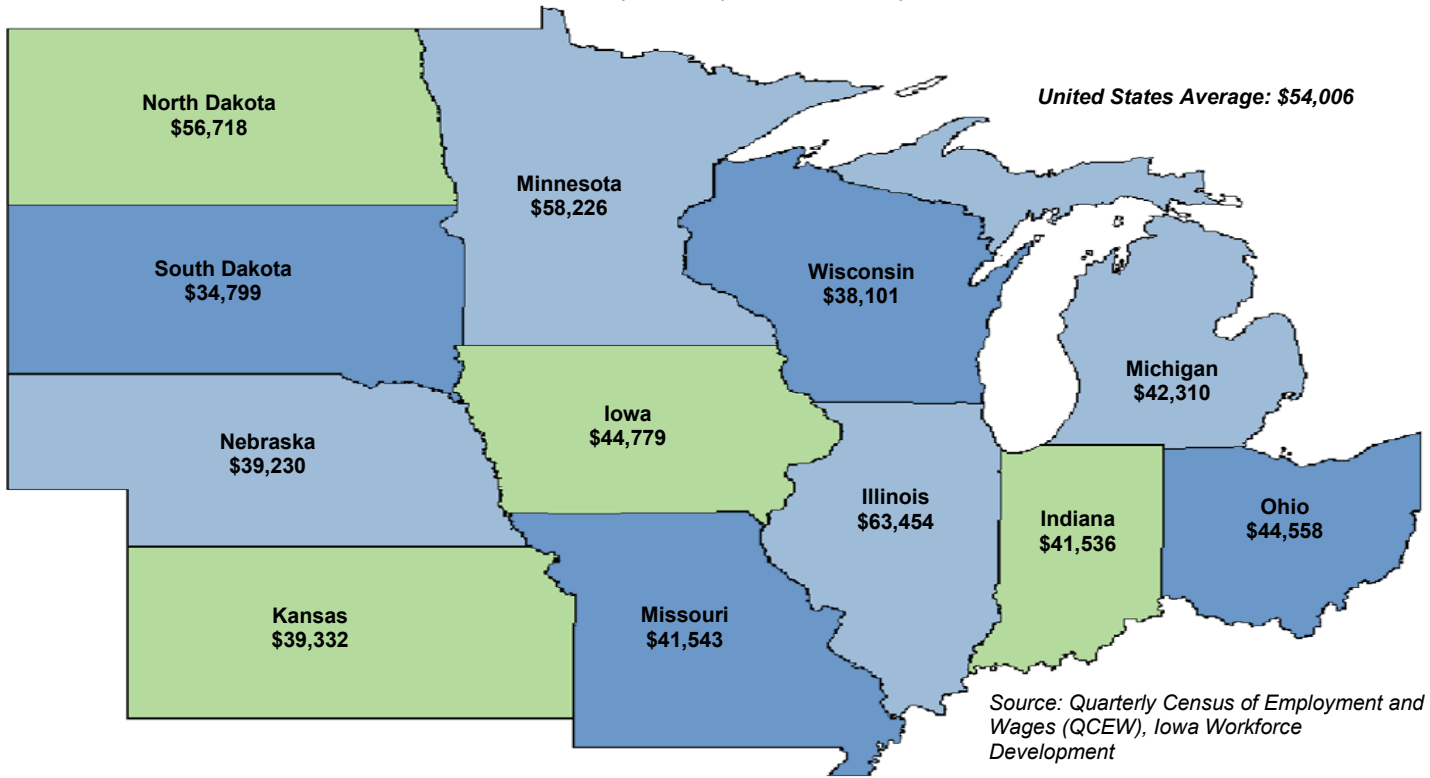 United States Average: $54,006
North Dakota
$56,718
Minnesota
$58,226
South Dakota
$34,799
Wisconsin
$38,101
Michigan
$42,310
Nebraska
$39,230
Iowa
$44,779
Illinois
$63,454
Indiana
$41,536
Ohio
$44,558
Kansas
$39,332
Missouri
$41,543
Source: Quarterly Census of Employment and
Wages (QCEW), Iowa Workforce
Development